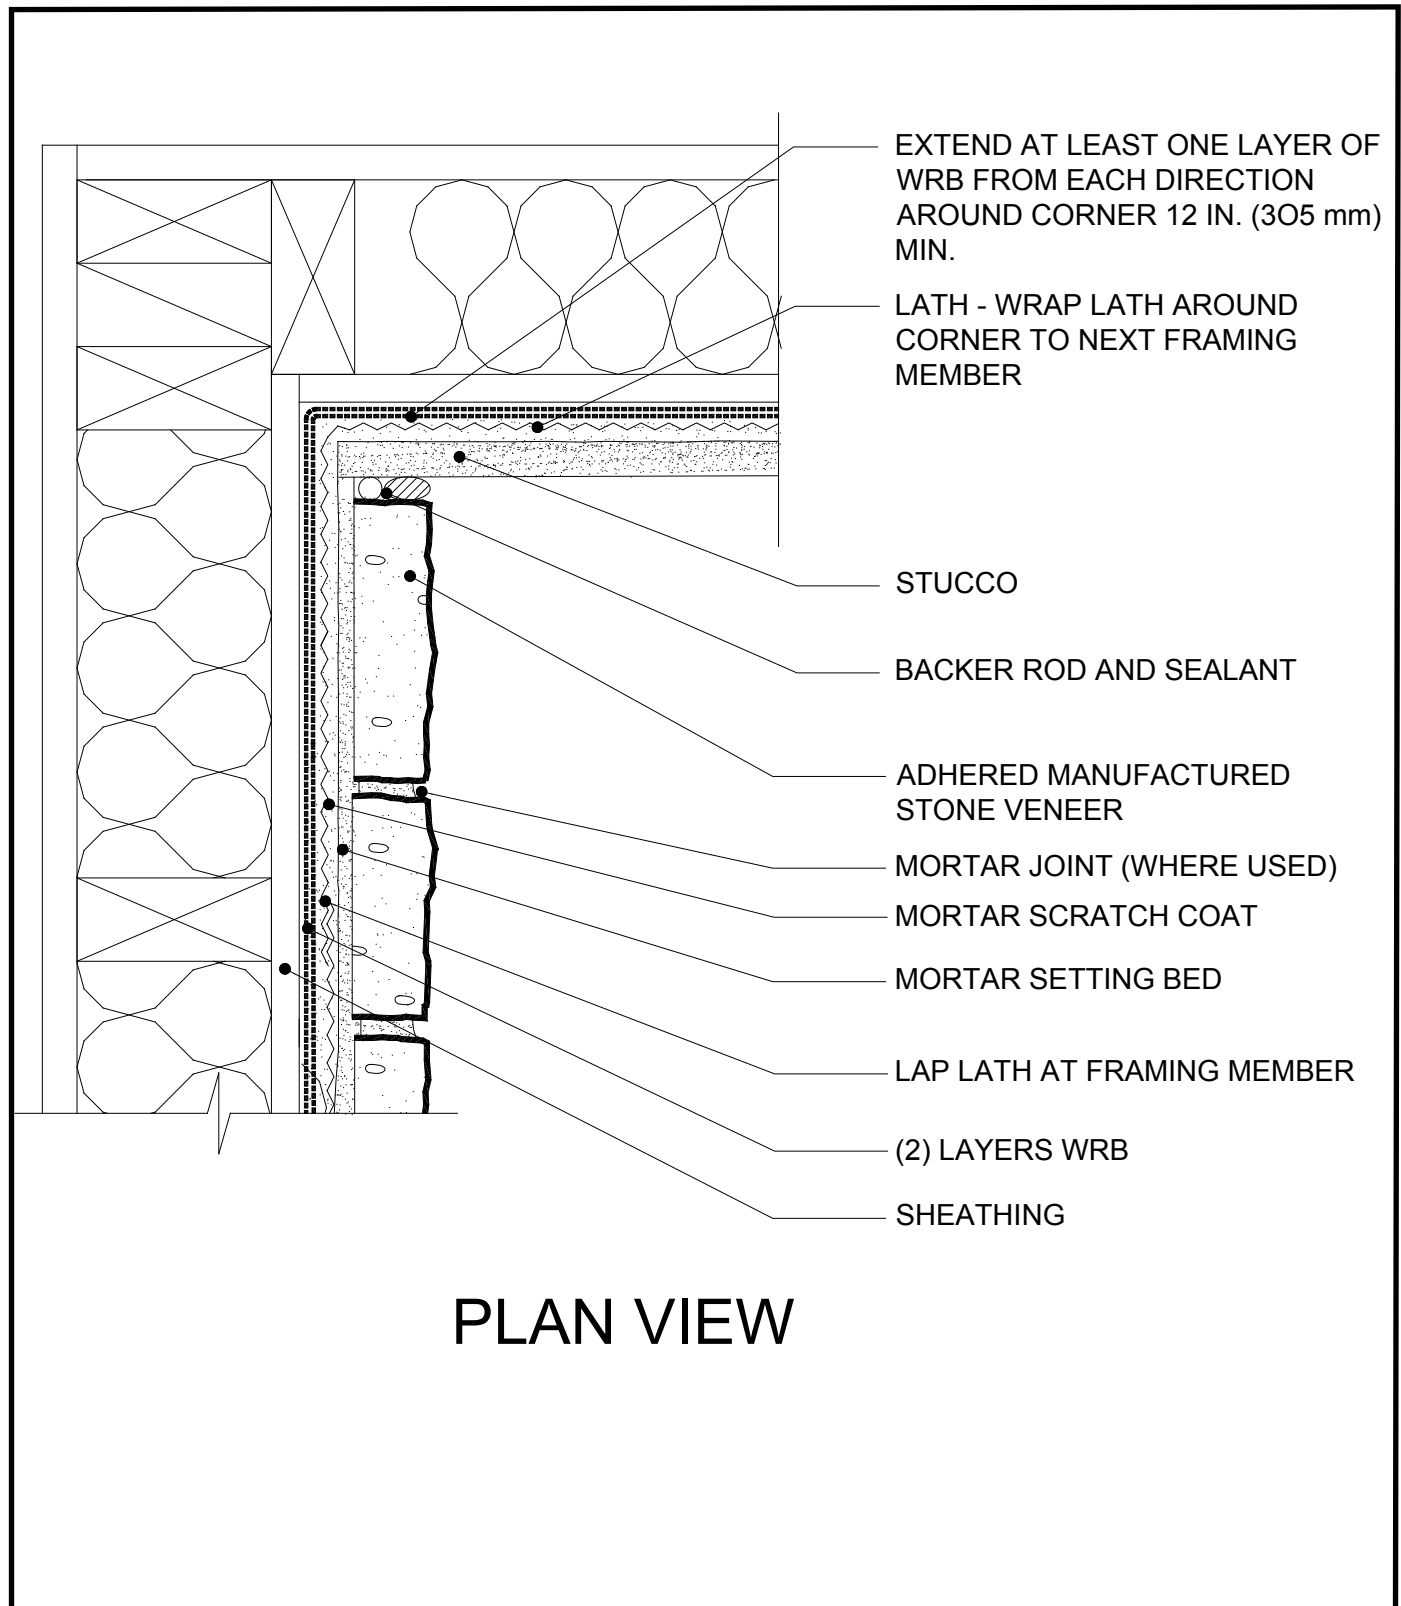 EXTEND AT LEAST ONE LAYER OF
WRB FROM EACH DIRECTION
AROUND CORNER 12 IN. (3O5 mm)
MIN.
LATH - WRAP LATH AROUND
CORNER TO NEXT FRAMING
MEMBER
STUCCO
BACKER ROD AND SEALANT
ADHERED MANUFACTURED
STONE VENEER
MORTAR JOINT (WHERE USED)
MORTAR SCRATCH COAT
MORTAR SETTING BED
LAP LATH AT FRAMING MEMBER
(2) LAYERS WRB
SHEATHING
PLAN VIEW